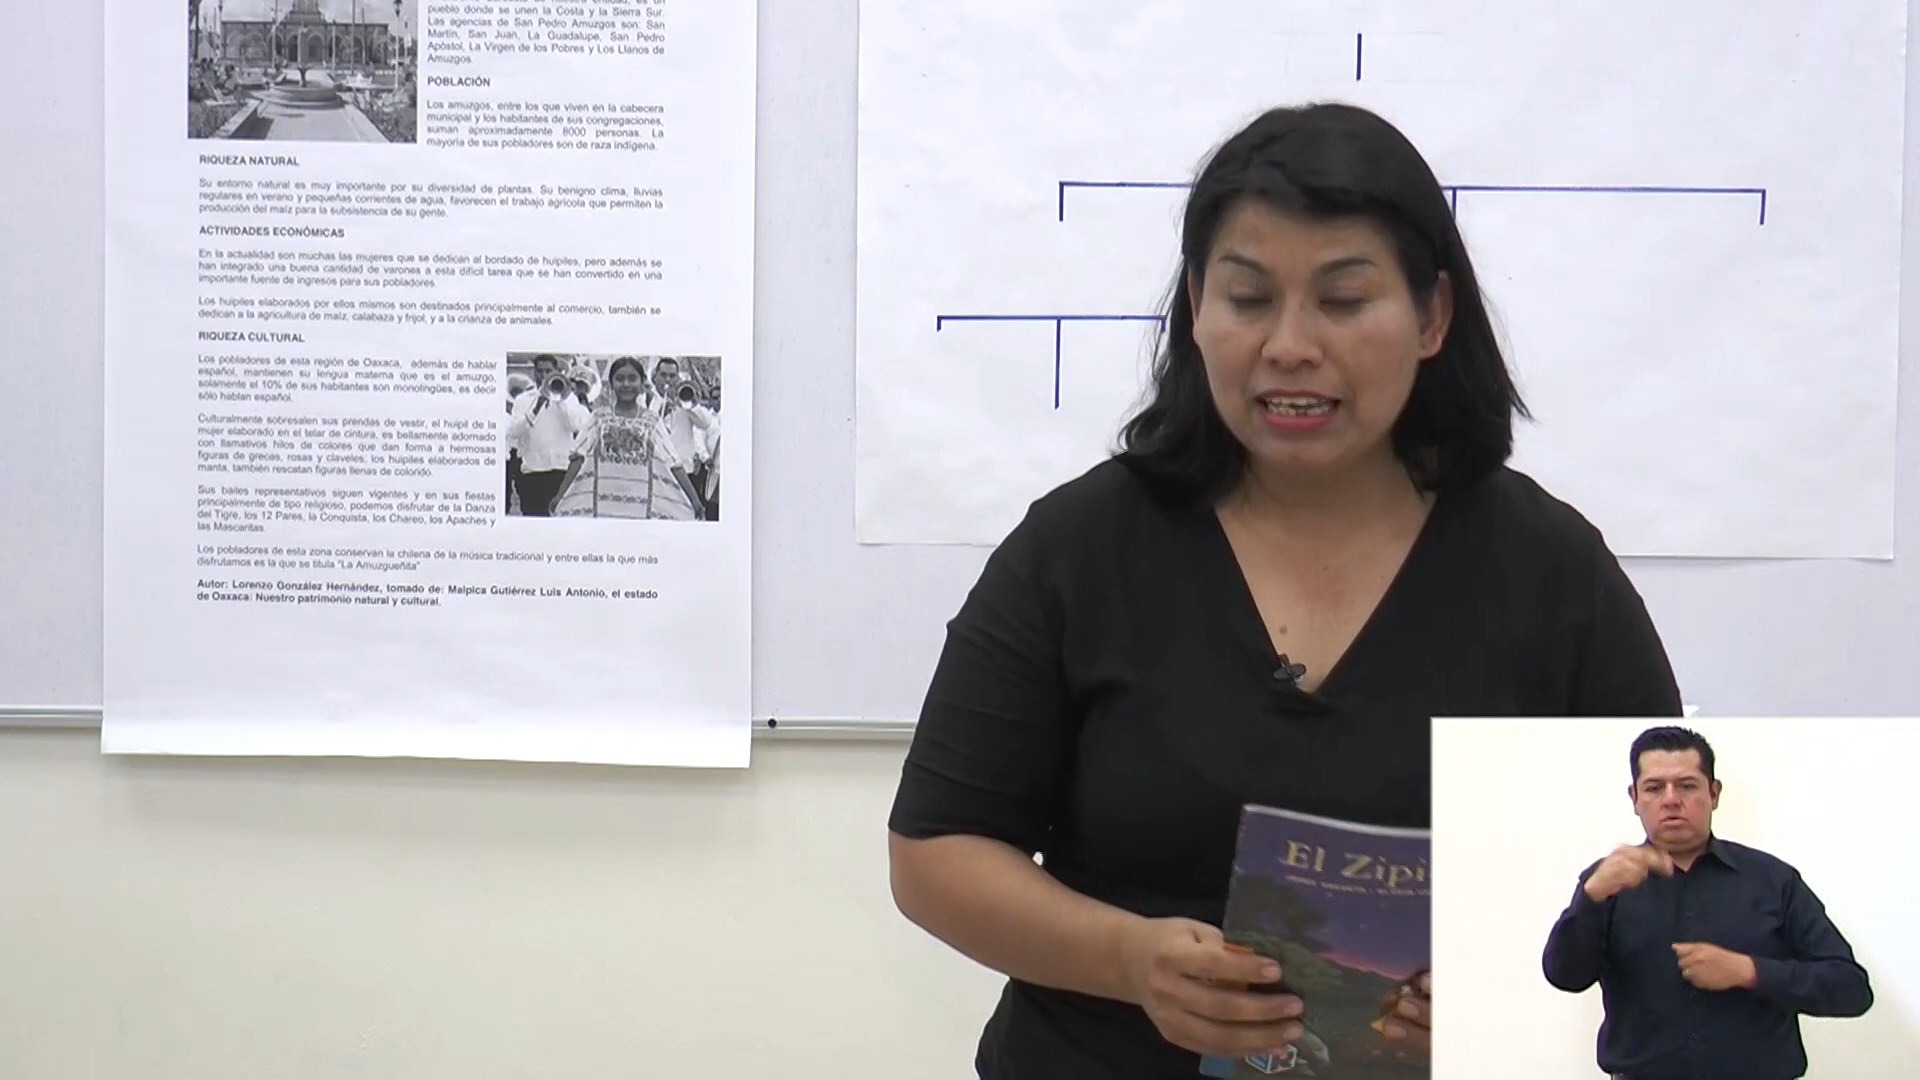 pueblo donde se unen la Costa y la Sierra Sur.
Las agencias de San Pedro Amuzgos son: San
Martín, San Juan, La Guadalupe, San Pedro
Apóstol, La Virgen de los Pobres y Los Llanos de
Amuzgos.
POBLACIÓN
Los amuzgos, entre los que viven en la cabecera
municipal y los habitantes de sus congregaciones,
suman aproximadamente 8000 personas. La
mayoría de sus pobladores son de raza indígena.
RIQUEZA NATURAL
Su entorno natural es muy importante por su diversidad de plantas. Su benigno clima, lluvias
regulares en verano y pequeñas corrientes de agua, favorecen el trabajo agrícola que permiten la
producción del maíz para la subsistencia de su gente.
ACTIVIDADES ECONÓMICAS
En la actualidad son muchas las mujeres que se dedican al bordado de huipiles, pero además se
han integrado una buena cantidad de varones a esta difícil tarea que se han convertido en una
importante fuente de ingresos para sus pobladores.
Los huipiles elaborados por ellos mismos son destinados principalmente al comercio, también se
dedican a la agricultura de maíz, calabaza y frijol; y a la crianza de animales.
RIQUEZA CULTURAL
Los pobladores de esta región de Oaxaca, además de hablar
español, mantienen su lengua materna que es el amuzgo,
solamente el 10% de sus habitantes son monolingües, es decir
sólo hablan español.
Culturalmente sobresalen sus prendas de vestir, el huipil de la
mujer elaborado en el telar de cintura, es bellamente adornado
con llamativos hilos de colores que dan forma a hermosas
figuras de grecas, rosas y claveles; los huipiles elaborados de
manta, también rescatan figuras llenas de colorido.
Sus bailes representativos siguen vigentes y en sus fiestas
principalmente de tipo religioso, podemos disfrutar de la Danza
del Tigre, los 12 Pares, la Conquista, los Chareo, los Apaches y
las Mascaritas.
Los pobladores de esta zona conservan la chilena de la música tradicional y entre ellas la que más
disfrutamos es la que se titula "La Amuzgueñita"
Autor: Lorenzo González Hernández, tomado de: Malpica Gutiérrez Luis Antonio, el estado
de Oaxaca: Nuestro patrimonio natural y cultural.
El Zipi